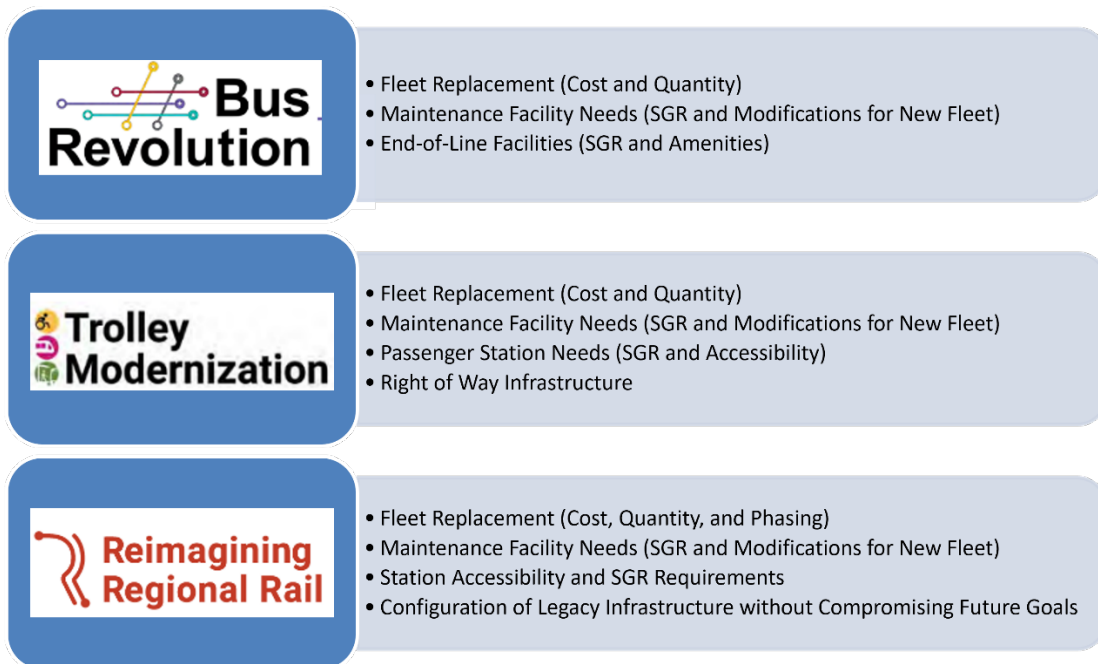 Bus
Revolution
• Fleet Replacement (Cost and Quantity)
• Maintenance Facility Needs (SGR and Modifications for New Fleet)
• End-of-Line Facilities (SGR and Amenities)
Trolley
Modernization
• Fleet Replacement (Cost and Quantity)
• Maintenance Facility Needs (SGR and Modifications for New Fleet)
• Passenger Station Needs (SGR and Accessibility)
• Right of Way Infrastructure
Reimagining
Regional Rail
• Fleet Replacement (Cost, Quantity, and Phasing)
• Maintenance Facility Needs (SGR and Modifications for New Fleet)
• Station Accessibility and SGR Requirements
• Configuration of Legacy Infrastructure without Compromising Future Goals